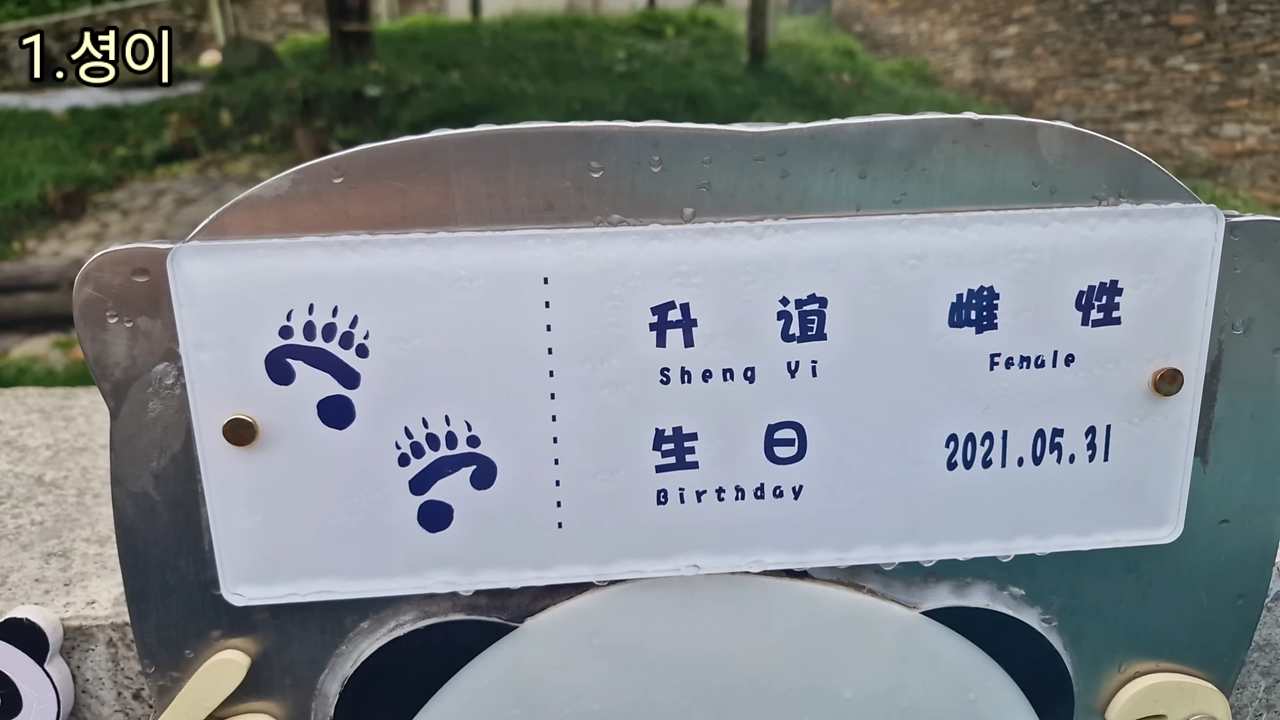 1.셩이
升 谊 雌 性
Sheng Yi Female
生 日 2021.05.31
Birthday